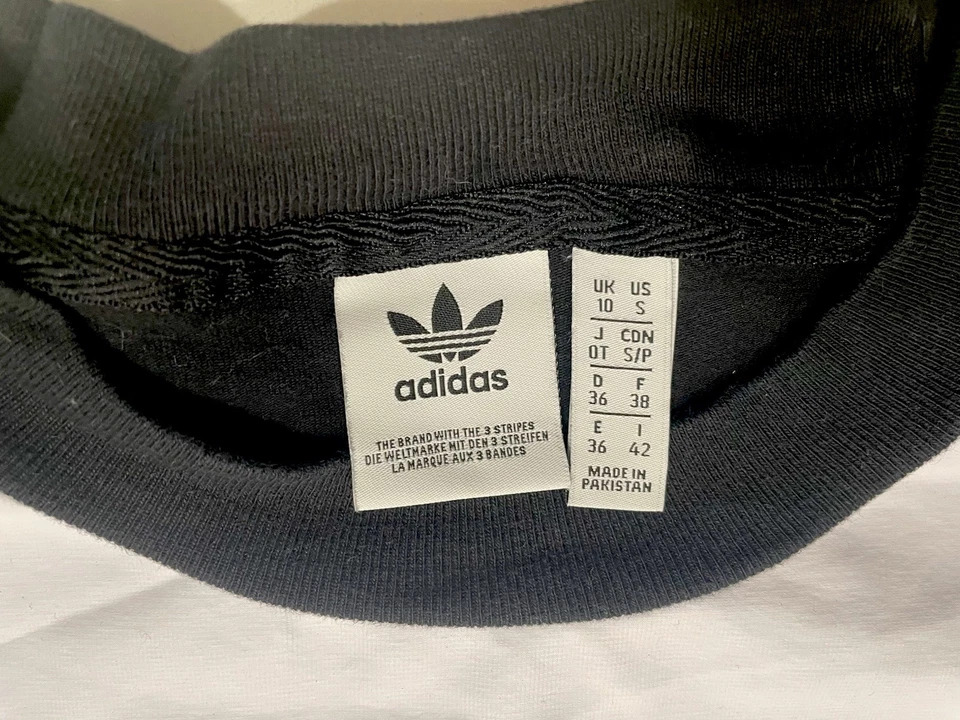 adidas
THE BRAND WITH THE 3 STRIPES
DIE WELTMARKE MIT DEN 3 STREIFEN
LA MARQUE AUX 3 BANDES
UK US
10 S
J CDN
OT S/P
D F
36 38
E I
36 42
MADE IN
PAKISTAN